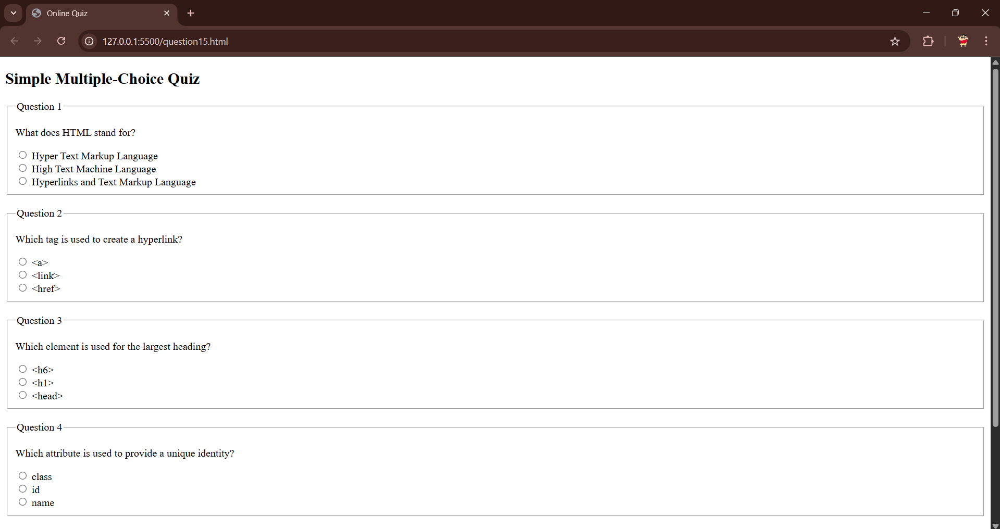 Online Quiz
127.0.0.1:5500/question15.html
Simple Multiple-Choice Quiz
Question 1
What does HTML stand for?
Hyper Text Markup Language
High Text Machine Language
Hyperlinks and Text Markup Language
Question 2
Which tag is used to create a hyperlink?
<a>
<link>
<href>
Question 3
Which element is used for the largest heading?
<h6>
<h1>
<head>
Question 4
Which attribute is used to provide a unique identity?
class
id
name